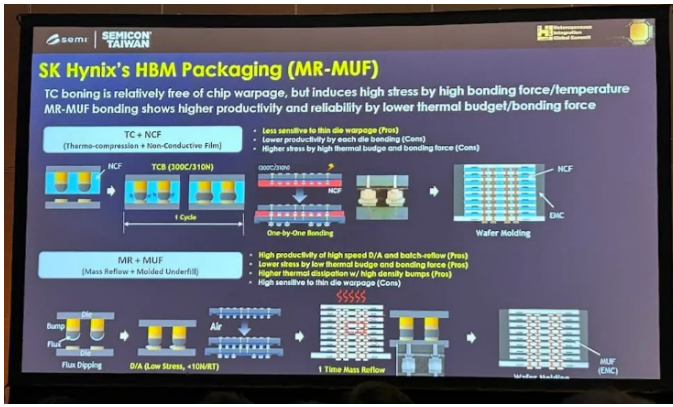 semi
SEMICON
TAIWAN
Heterogeneous
Integration
Global Summit
SK Hynix's HBM Packaging (MR-MUF)
TC boning is relatively free of chip warpage, but induces high stress by high bonding force/temperature
MR-MUF bonding shows higher productivity and reliability by lower thermal budget/bonding force
TC + NCF
(Thermo-compression + Non-Conductive Film)
• Less sensitive to thin die warpage (Pros)
• Lower productivity by each die bonding (Cons)
• Higher stress by high thermal budge and bonding force (Cons)
NCF
TCB (300C/310N)
1 Cycle
(300C/310N)
NCF
One-by-One Bonding
NCF
EMC
Wafer Molding
MR + MUF
(Mass Reflow + Molded Underfill)
• High productivity of high speed D/A and batch-reflow (Pros)
• Lower stress by low thermal budget and bonding force (Pros)
• Higher thermal dissipation w/ high density bumps (Pros)
• High sensitive to thin die warpage (Cons)
Die
Bump
Flux
Die
Flux Dipping
D/A (Low Stress, <10N/RT)
Air
1 Time Mass Reflow
MUF
(EMC)
Wafer Molding